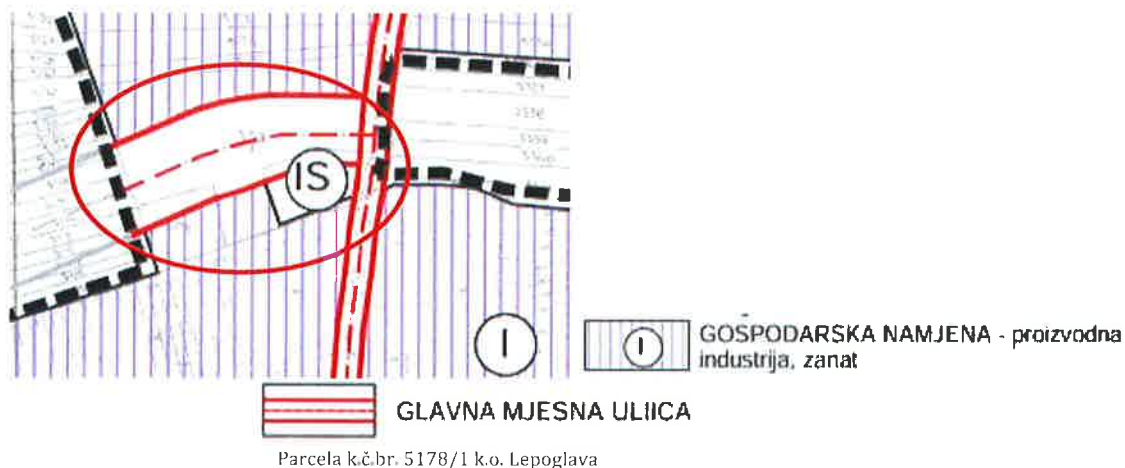 IS
I
I
GOSPODARSKA NAMJENA - proizvodna
industrija, zanat
GLAVNA MJESNA ULIICA
Parcela k.č.br. 5178/1 k.o. Lepoglava